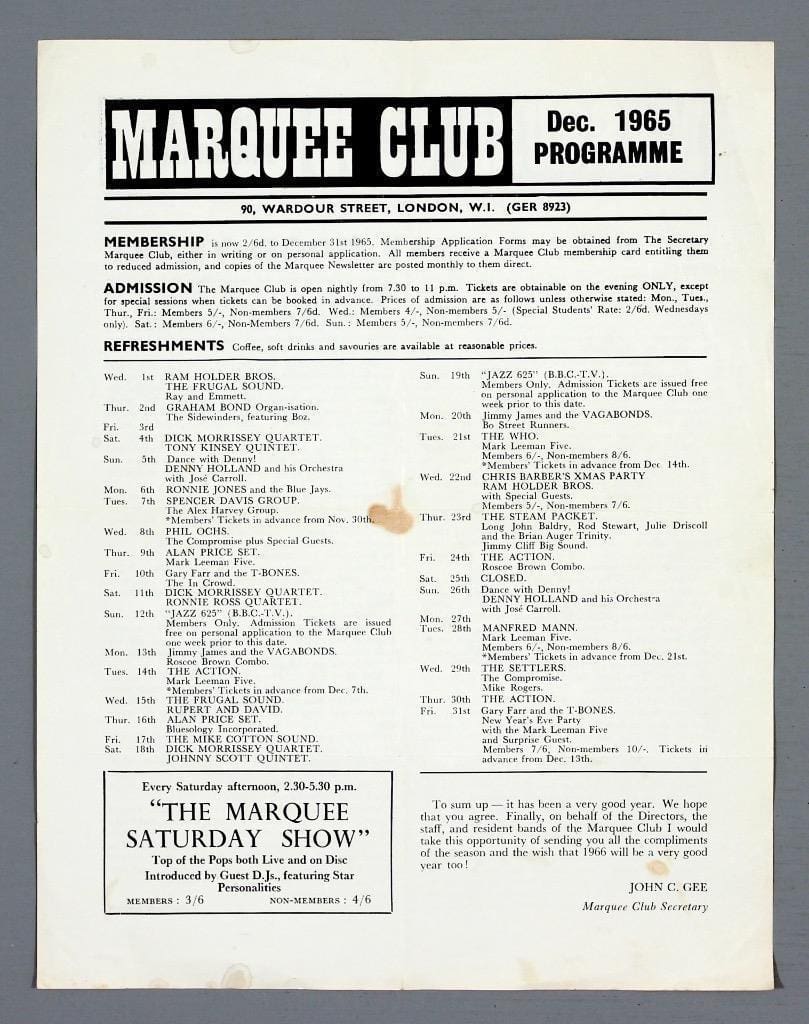 MARQUEE CLUB
Dec. 1965
PROGRAMME
90, WARDOUR STREET, LONDON, W.1. (GER 8923)
MEMBERSHIP is now 2/6d. to December 31st 1965. Membership Application Forms may be obtained from The Secretary
Marquee Club, either in writing or on personal application. All members receive a Marquee Club membership card entitling them
to reduced admission, and copies of the Marquee Newsletter are posted monthly to them direct.
ADMISSION The Marquee Club is open nightly from 7.30 to 11 p.m. Tickets are obtainable on the evening ONLY, except
for special sessions when tickets can be booked in advance. Prices of admission are as follows unless otherwise stated: Mon., Tues.,
Thur., Fri.: Members 5/-, Non-members 7/6d. Wed.: Members 4/-, Non-members 5/- (Special Students' Rate: 2/6d. Wednesdays
only). Sat.: Members 6/-, Non-Members 7/6d. Sun.: Members 5/-, Non-members 7/6d.
REFRESHMENTS Coffee, soft drinks and savouries are available at reasonable prices.
Wed. 1st RAM HOLDER BROS.
THE FRUGAL SOUND.
Ray and Emmett.
Thur. 2nd GRAHAM BOND Organ-isation.
The Sidewinders, featuring Boz.
Fri. 3rd
Sat. 4th DICK MORRISSEY QUARTET.
TONY KINSEY QUINTET.
Sun. 5th Dance with Denny!
DENNY HOLLAND and his Orchestra
with José Carroll.
Mon. 6th RONNIE JONES and the Blue Jays.
Tues. 7th SPENCER DAVIS GROUP.
The Alex Harvey Group.
*Members' Tickets in advance from Nov. 30th.
Wed. 8th PHIL OCHS.
The Compromise plus Special Guests.
Thur. 9th ALAN PRICE SET.
Mark Leeman Five.
Fri. 10th Gary Farr and the T-BONES.
The In Crowd.
Sat. 11th DICK MORRISSEY QUARTET.
RONNIE ROSS QUARTET.
Sun. 12th "JAZZ 625" (B.B.C.-T.V.).
Members Only. Admission Tickets are issued
free on personal application to the Marquee Club
one week prior to this date.
Mon. 13th Jimmy James and the VAGABONDS.
Roscoe Brown Combo.
Tues. 14th THE ACTION.
Mark Leeman Five.
*Members' Tickets in advance from Dec. 7th.
Wed. 15th THE FRUGAL SOUND.
RUPERT AND DAVID.
Thur. 16th ALAN PRICE SET.
Bluesology Incorporated.
Fri. 17th THE MIKE COTTON SOUND.
Sat. 18th DICK MORRISSEY QUARTET.
JOHNNY SCOTT QUINTET.
Every Saturday afternoon, 2.30-5.30 p.m.
"THE MARQUEE
SATURDAY SHOW"
Top of the Pops both Live and on Disc
Introduced by Guest D.Js., featuring Star
Personalities
MEMBERS : 3/6 NON-MEMBERS : 4/6
Sun. 19th "JAZZ 625" (B.B.C.-T.V.).
Members Only. Admission Tickets are issued free
on personal application to the Marquee Club one
week prior to this date.
Mon. 20th Jimmy James and the VAGABONDS.
Bo Street Runners.
Tues. 21st THE WHO.
Mark Leeman Five.
Members 6/-, Non-members 8/6.
*Members' Tickets in advance from Dec 14th.
Wed. 22nd CHRIS BARBER'S XMAS PARTY
RAM HOLDER BROS.
with Special Guests.
Members 5/-, Non-members 7/6.
Thur. 23rd THE STEAM PACKET.
Long John Baldry, Rod Stewart, Julie Driscoll
and the Brian Auger Trinity.
Jimmy Cliff Big Sound.
Fri. 24th THE ACTION.
Roscoe Brown Combo.
Sat. 25th CLOSED.
Sun. 26th Dance with Denny!
DENNY HOLLAND and his Orchestra
with José Carroll.
Mon. 27th
Tues. 28th MANFRED MANN.
Mark Leeman Five.
Members 6/-, Non-members 8/6.
*Members' Tickets in advance from Dec. 21st.
Wed. 29th THE SETTLERS.
The Compromise.
Mike Rogers.
Thur. 30th THE ACTION.
Fri. 31st Gary Farr and the T-BONES.
New Year's Eve Party
with the Mark Leeman Five
and Surprise Guest.
Members 7/6, Non-members 10/-. Tickets in
advance from Dec. 13th.
To sum up — it has been a very good year. We hope
that you agree. Finally, on behalf of the Directors, the
staff, and resident bands of the Marquee Club I would
take this opportunity of sending you all the compliments
of the season and the wish that 1966 will be a very good
year too !
JOHN C. GEE
Marquee Club Secretary